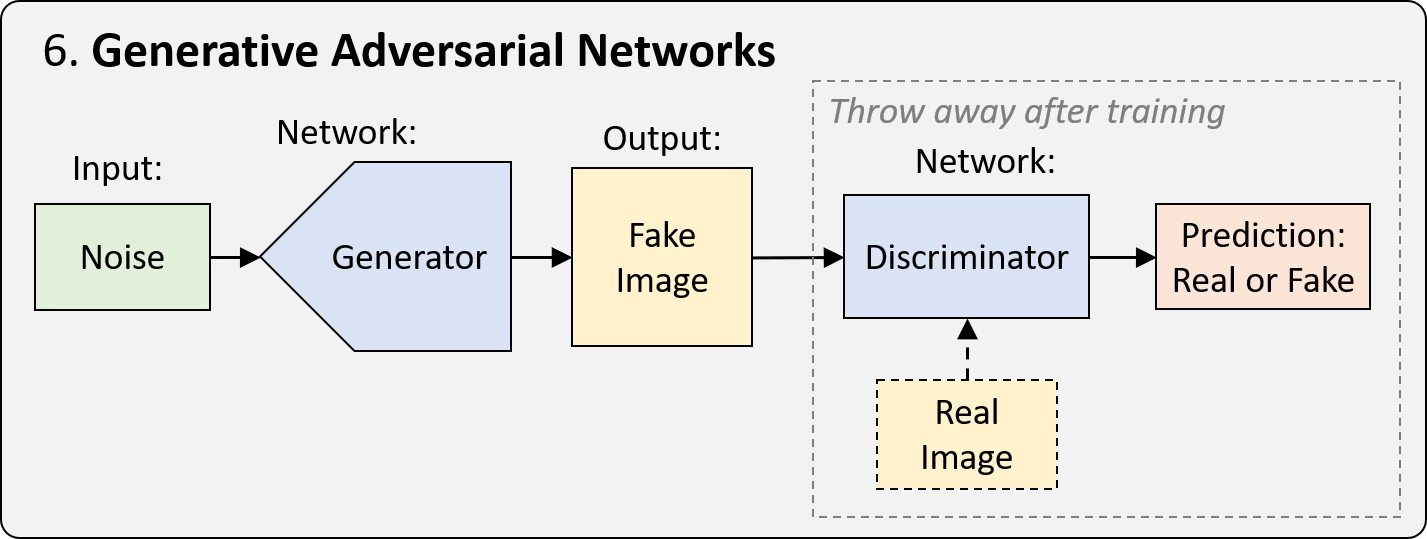 6. Generative Adversarial Networks
Throw away after training
Input:
Noise
Network:
Generator
Output:
Fake
Image
Network:
Discriminator
Prediction:
Real or Fake
Real
Image